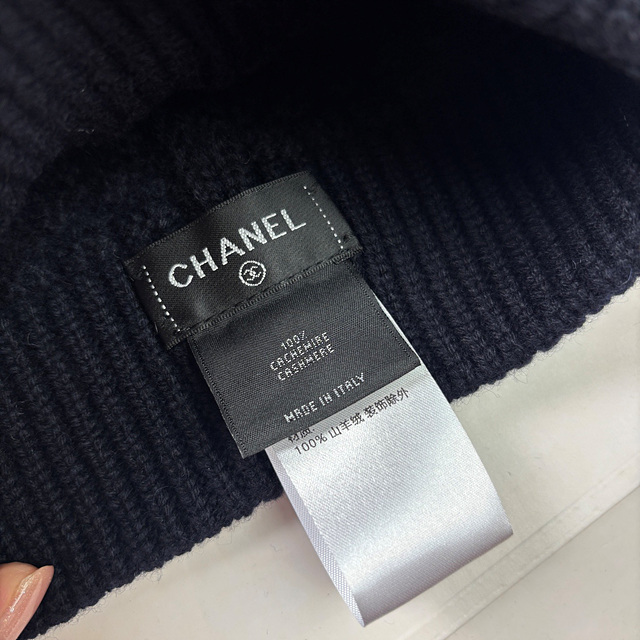 CHANEL
100%
CACHEMIRE
CASHMERE
MADE IN ITALY
100% 山羊绒 装饰除外